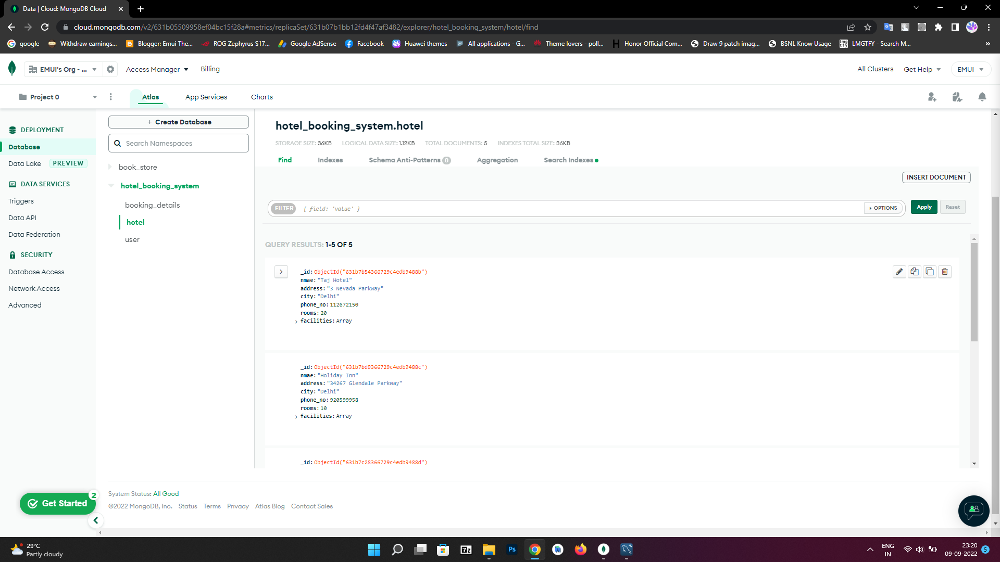 Data | Cloud: MongoDB Cloud
cloud.mongodb.com/v2/631b05509958ef04bc15f28a#metrics/replicaSet/631b07b1bb12fd4f47af3482/explorer/hotel_booking_system/hotel/find
google
Withdraw earnings...
Blogger: Emui The...
ROG Zephyrus S17...
Google AdSense
Facebook
Huawei themes
All applications - G...
Theme lovers - poll...
Honor Official Com...
Draw 9 patch imag...
BSNL Know Usage
LMGTFY - Search M...
»
EMUI's Org - ...
Access Manager
Billing
All Clusters
Get Help
EMUI
Project 0
Atlas
App Services
Charts
DEPLOYMENT
Database
Data Lake PREVIEW
DATA SERVICES
Triggers
Data API
Data Federation
SECURITY
Database Access
Network Access
Advanced
+ Create Database
Search Namespaces
book_store
hotel_booking_system
booking_details
hotel
user
hotel_booking_system.hotel
STORAGE SIZE: 36KB LOGICAL DATA SIZE: 1.12KB TOTAL DOCUMENTS: 5 INDEXES TOTAL SIZE: 36KB
Find Indexes Schema Anti-Patterns 0 Aggregation Search Indexes
INSERT DOCUMENT
FILTER { field: 'value' } OPTIONS Apply Reset
QUERY RESULTS: 1-5 OF 5
_id: ObjectId("631b7b54366729c4edb9488b")
nmae: "Taj Hotel"
address: "3 Nevada Parkway"
city: "Delhi"
phone_no: 112672150
rooms: 20
facilities: Array
_id: ObjectId("631b7bd9366729c4edb9488c")
nmae: "Holiday Inn"
address: "34267 Glendale Parkway"
city: "Delhi"
phone_no: 920599958
rooms: 10
facilities: Array
_id: ObjectId("631b7c28366729c4edb9488d")
System Status: All Good
©2022 MongoDB, Inc. Status Terms Privacy Atlas Blog Contact Sales
Get Started
2
29°C
Partly cloudy
7z
Ps
ENG
IN
23:20
09-09-2022
5